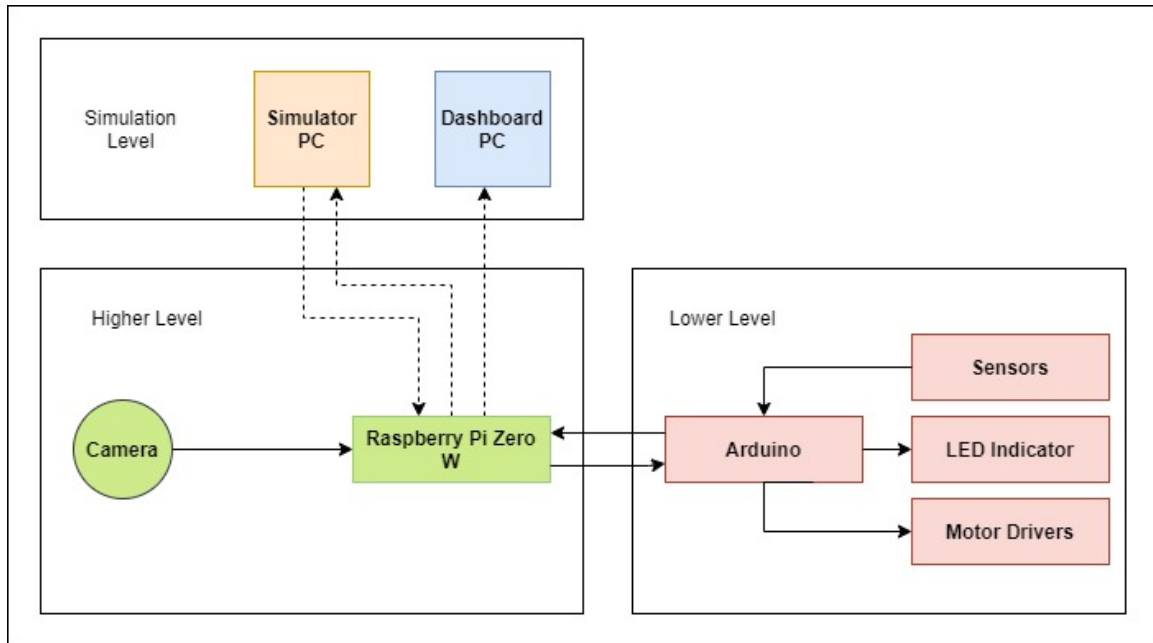 Simulation
Level
Simulator
PC
Dashboard
PC
Higher Level
Camera
Raspberry Pi Zero
W
Lower Level
Sensors
Arduino
LED Indicator
Motor Drivers